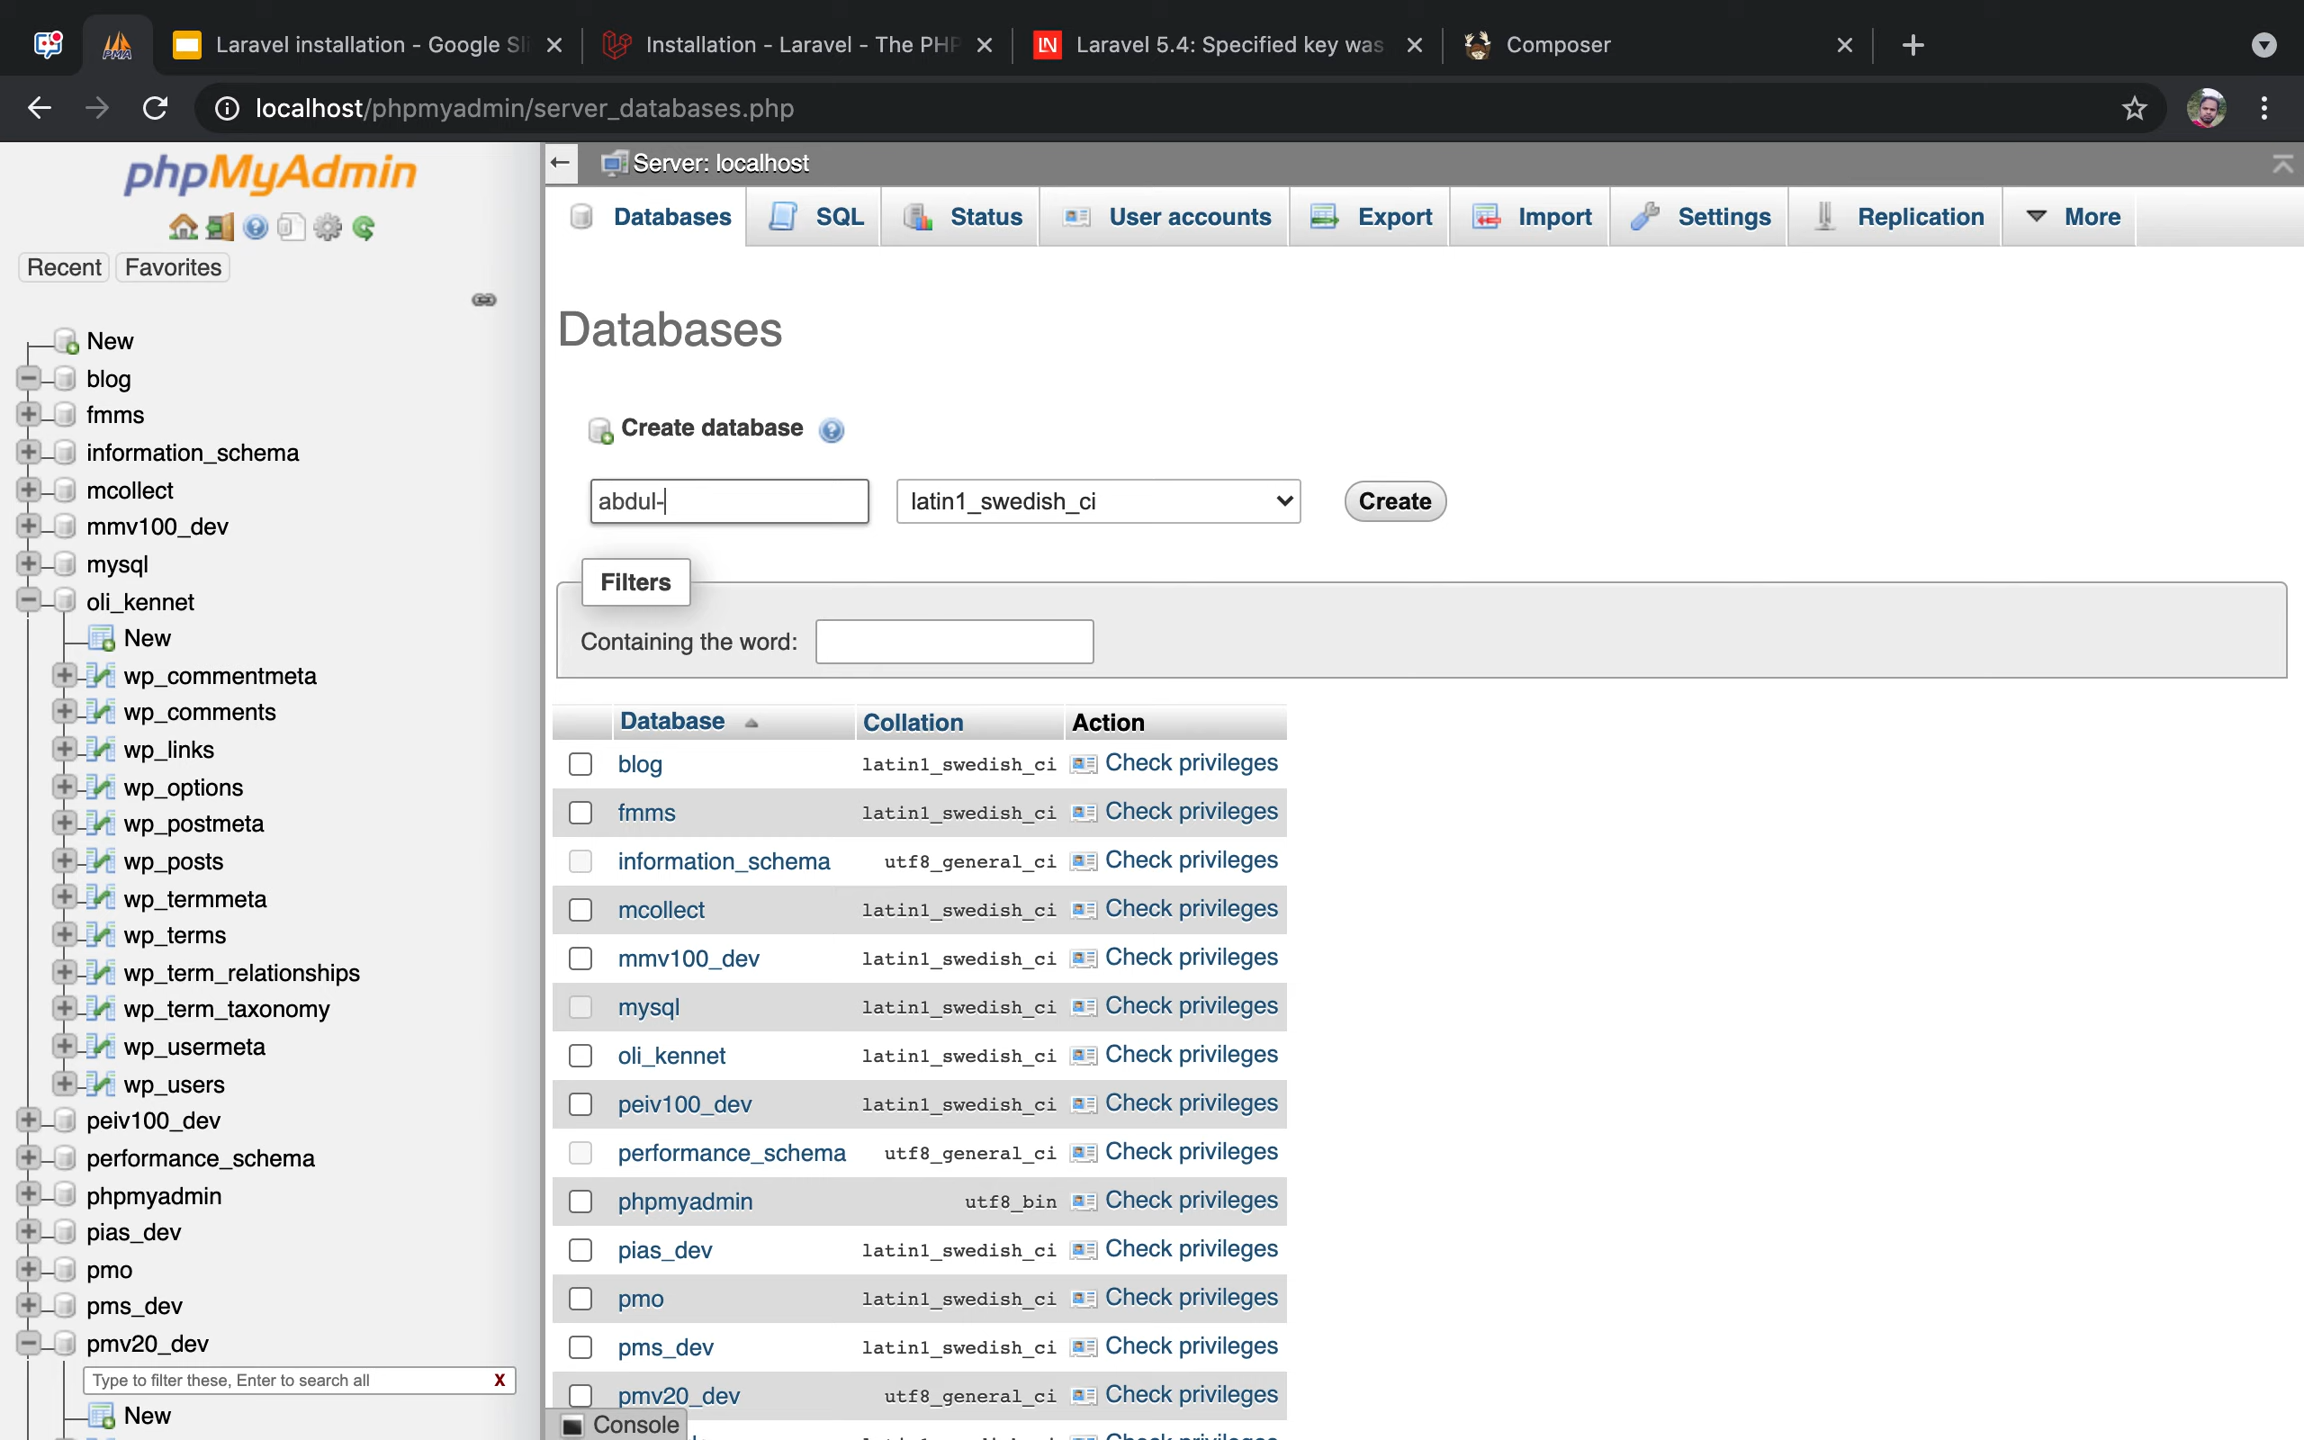 Laravel installation - Google Sli
Installation - Laravel - The PHP
Laravel 5.4: Specified key was
Composer
localhost/phpmyadmin/server_databases.php
phpMyAdmin
Recent
Favorites
New
blog
fmms
information_schema
mcollect
mmv100_dev
mysql
oli_kennet
New
wp_commentmeta
wp_comments
wp_links
wp_options
wp_postmeta
wp_posts
wp_termmeta
wp_terms
wp_term_relationships
wp_term_taxonomy
wp_usermeta
wp_users
peiv100_dev
performance_schema
phpmyadmin
pias_dev
pmo
pms_dev
pmv20_dev
Type to filter these, Enter to search all X
New
Server: localhost
Databases SQL Status User accounts Export Import Settings Replication More
Databases
Create database
abdul- latin1_swedish_ci Create
Filters
Containing the word:
Database Collation Action
blog latin1_swedish_ci Check privileges
fmms latin1_swedish_ci Check privileges
information_schema utf8_general_ci Check privileges
mcollect latin1_swedish_ci Check privileges
mmv100_dev latin1_swedish_ci Check privileges
mysql latin1_swedish_ci Check privileges
oli_kennet latin1_swedish_ci Check privileges
peiv100_dev latin1_swedish_ci Check privileges
performance_schema utf8_general_ci Check privileges
phpmyadmin utf8_bin Check privileges
pias_dev latin1_swedish_ci Check privileges
pmo latin1_swedish_ci Check privileges
pms_dev latin1_swedish_ci Check privileges
pmv20_dev utf8_general_ci Check privileges
Console